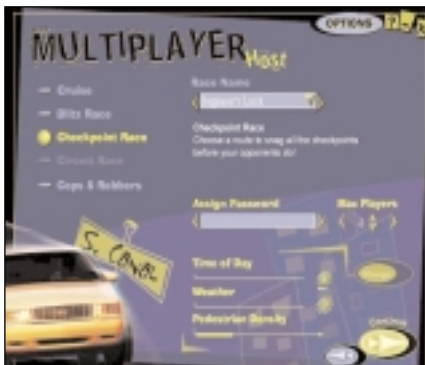 OPTIONS ? - x
MULTIPLAYER Host
Cruise
Blitz Race
Checkpoint Race
Circuit Race
Cops & Robbers
Race Name
Beginner's Luck
Checkpoint Race
Choose a route to snag all the checkpoints
before your opponents do!
Assign Password
Max Players
Time of Day
Weather
Pedestrian Density
Continue